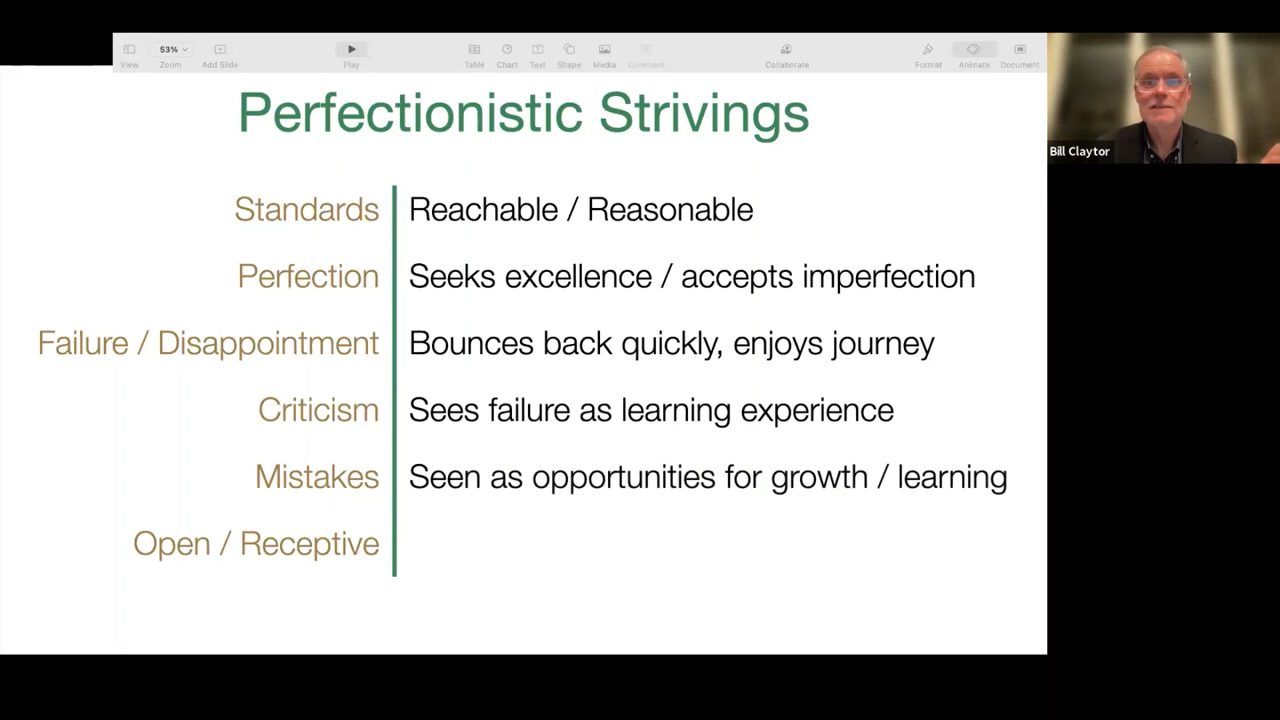 53%
View
Zoom
Add Slide
Play
Table
Chart
Text
Shape
Media
Comment
Collaborate
Format
Animate
Document
Perfectionistic Strivings
Standards Reachable / Reasonable
Perfection Seeks excellence / accepts imperfection
Failure / Disappointment Bounces back quickly, enjoys journey
Criticism Sees failure as learning experience
Mistakes Seen as opportunities for growth / learning
Open / Receptive
Bill Claytor